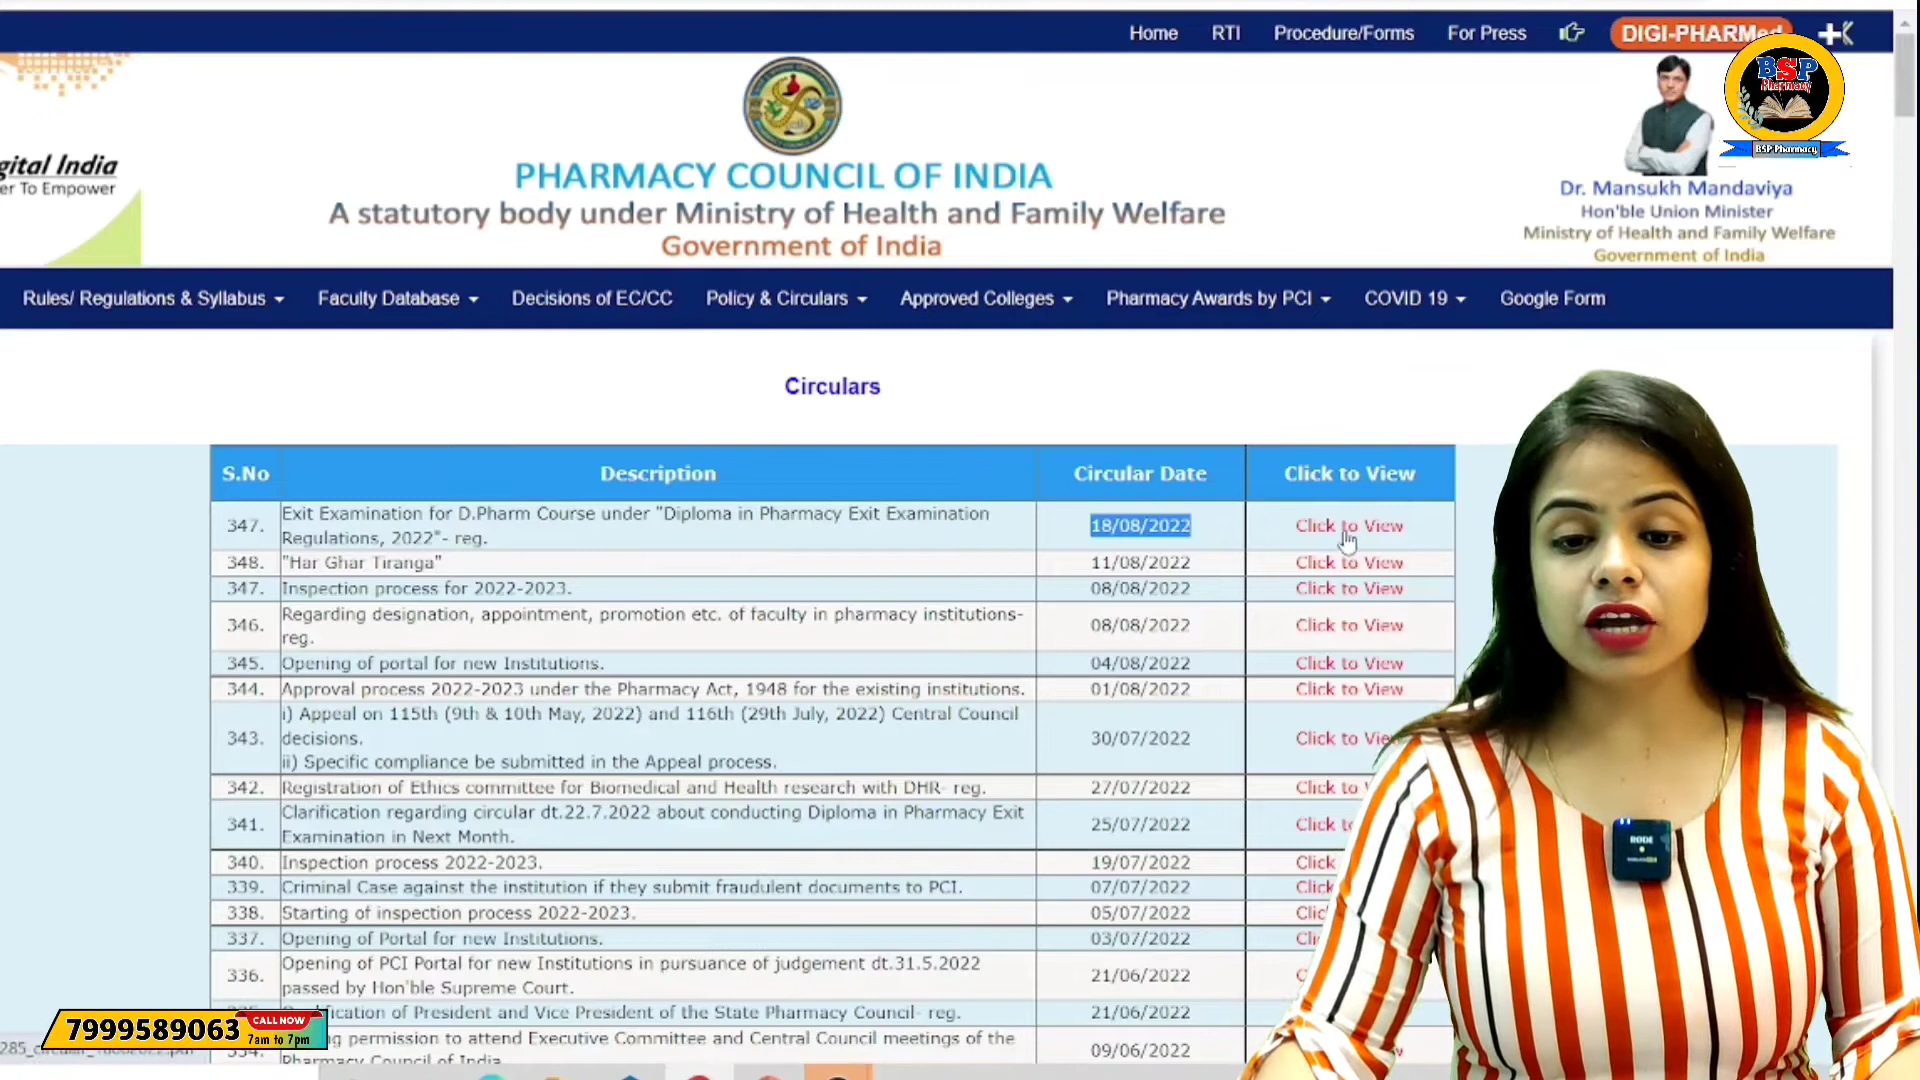 Home RTI Procedure/Forms For Press DIGI-PHARMed
BSP
Pharmacy
BSP Pharmacy
gital India
er To Empower
PHARMACY COUNCIL OF INDIA
A statutory body under Ministry of Health and Family Welfare
Government of India
Dr. Mansukh Mandaviya
Hon'ble Union Minister
Ministry of Health and Family Welfare
Government of India
Rules/ Regulations & Syllabus Faculty Database Decisions of EC/CC Policy & Circulars Approved Colleges Pharmacy Awards by PCI COVID 19 Google Form
Circulars
S.No Description Circular Date Click to View
347. Exit Examination for D.Pharm Course under "Diploma in Pharmacy Exit Examination
Regulations, 2022"- reg. 18/08/2022 Click to View
348. "Har Ghar Tiranga" 11/08/2022 Click to View
347. Inspection process for 2022-2023. 08/08/2022 Click to View
346. Regarding designation, appointment, promotion etc. of faculty in pharmacy institutions-
reg. 08/08/2022 Click to View
345. Opening of portal for new Institutions. 04/08/2022 Click to View
344. Approval process 2022-2023 under the Pharmacy Act, 1948 for the existing institutions. 01/08/2022 Click to View
i) Appeal on 115th (9th & 10th May, 2022) and 116th (29th July, 2022) Central Council
343. decisions. 30/07/2022 Click to Vie
ii) Specific compliance be submitted in the Appeal process.
342. Registration of Ethics committee for Biomedical and Health research with DHR- reg. 27/07/2022 Click to
341. Clarification regarding circular dt.22.7.2022 about conducting Diploma in Pharmacy Exit
Examination in Next Month. 25/07/2022 Click
340. Inspection process 2022-2023. 19/07/2022 Click
339. Criminal Case against the institution if they submit fraudulent documents to PCI. 07/07/2022 Click
338. Starting of inspection process 2022-2023. 05/07/2022 Clic
337. Opening of Portal for new Institutions. 03/07/2022 Cli
336. Opening of PCI Portal for new Institutions in pursuance of judgement dt.31.5.2022
passed by Hon'ble Supreme Court. 21/06/2022 C
ication of President and Vice President of the State Pharmacy Council- reg. 21/06/2022
ng permission to attend Executive Committee and Central Council meetings of the
Pharmacy Council of India 09/06/2022
7999589063 CALL NOW
7am to 7pm
RODE